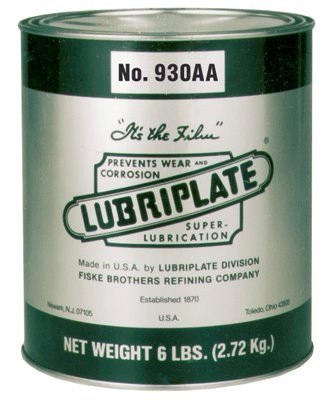 No. 930AA
"It's the Film"
®
PREVENTS WEAR AND
CORROSION
LUBRIPLATE
SUPER-
LUBRICATION
Made in U.S.A. by LUBRIPLATE DIVISION
FISKE BROTHERS REFINING COMPANY
Established 1870
Newark, N.J. 07105
Toledo, Ohio 43605
U.S.A.
NET WEIGHT 6 LBS. (2.72 Kg.)